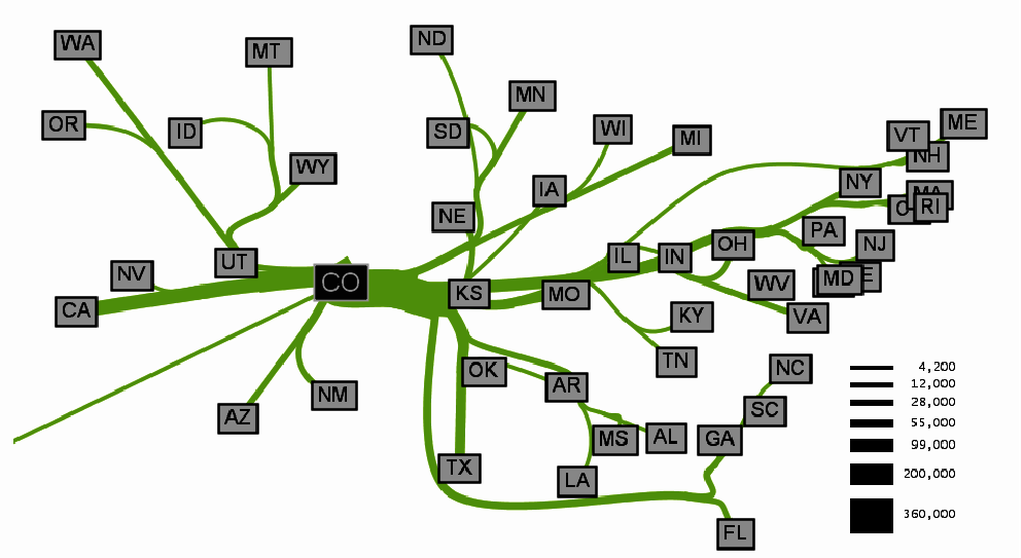 ND
WA
MT
MN
ME
OR
ID
SD
WI
MI
VT
NH
WY
IA
NY
MA
RI
NE
PA
OH
NJ
UT
IL
IN
NV
CO
MD
WV
KS
MO
CA
VA
KY
TN
OK
AR
NC
4,200
12,000
NM
28,000
AZ
SC
55,000
MS
AL
GA
99,000
TX
LA
200,000
360,000
FL